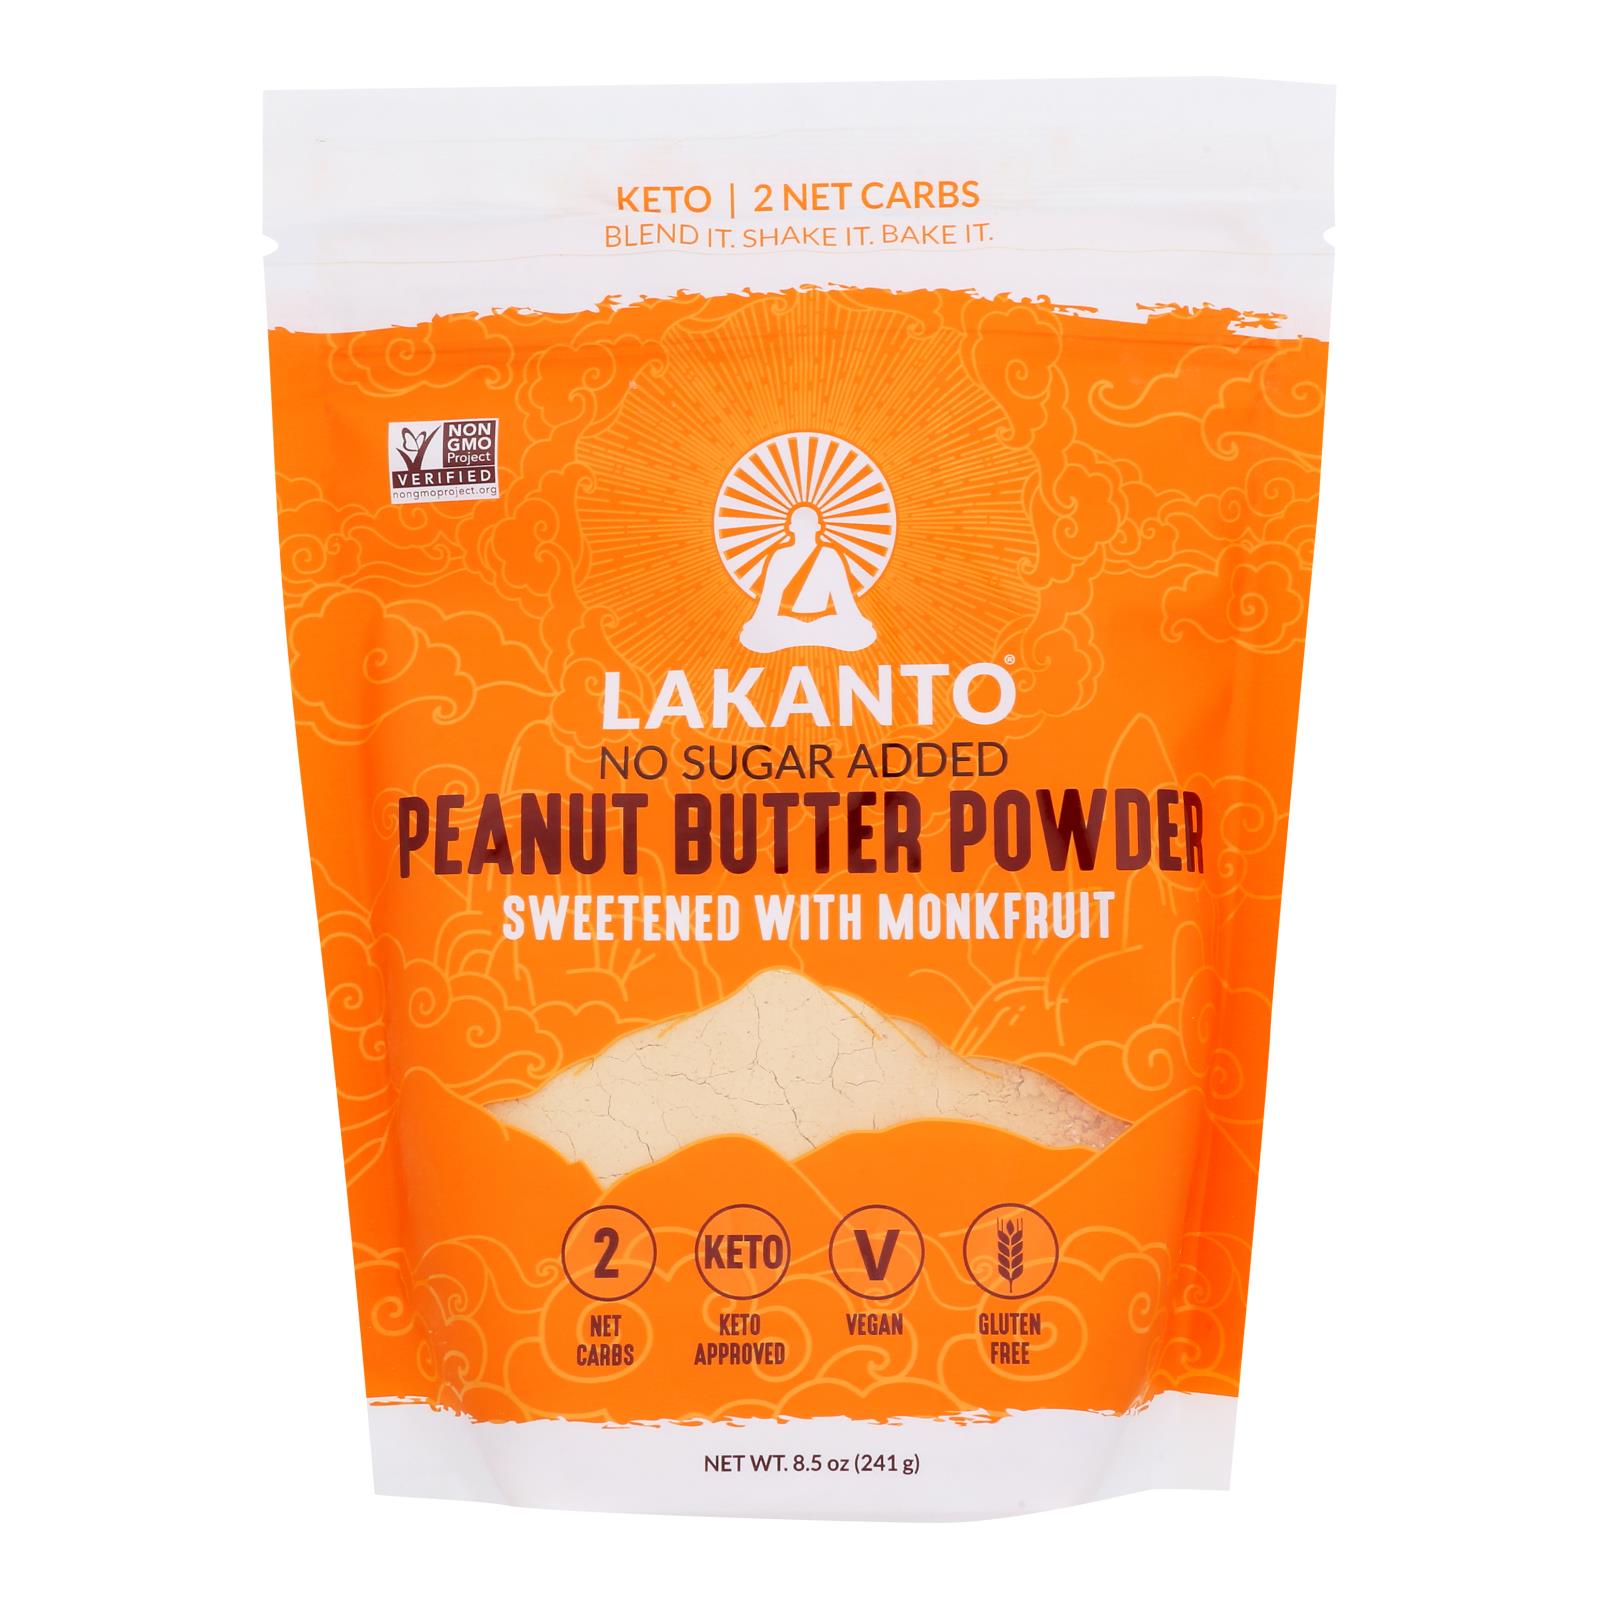 KETO | 2 NET CARBS
BLEND IT. SHAKE IT. BAKE IT.
NON
GMO
Project
VERIFIED
nongmoproject.org
LAKANTO®
NO SUGAR ADDED
PEANUT BUTTER POWDER
SWEETENED WITH MONKFRUIT
2
NET
CARBS
KETO
KETO
APPROVED
V
VEGAN
GLUTEN
FREE
NET WT. 8.5 oz (241 g)